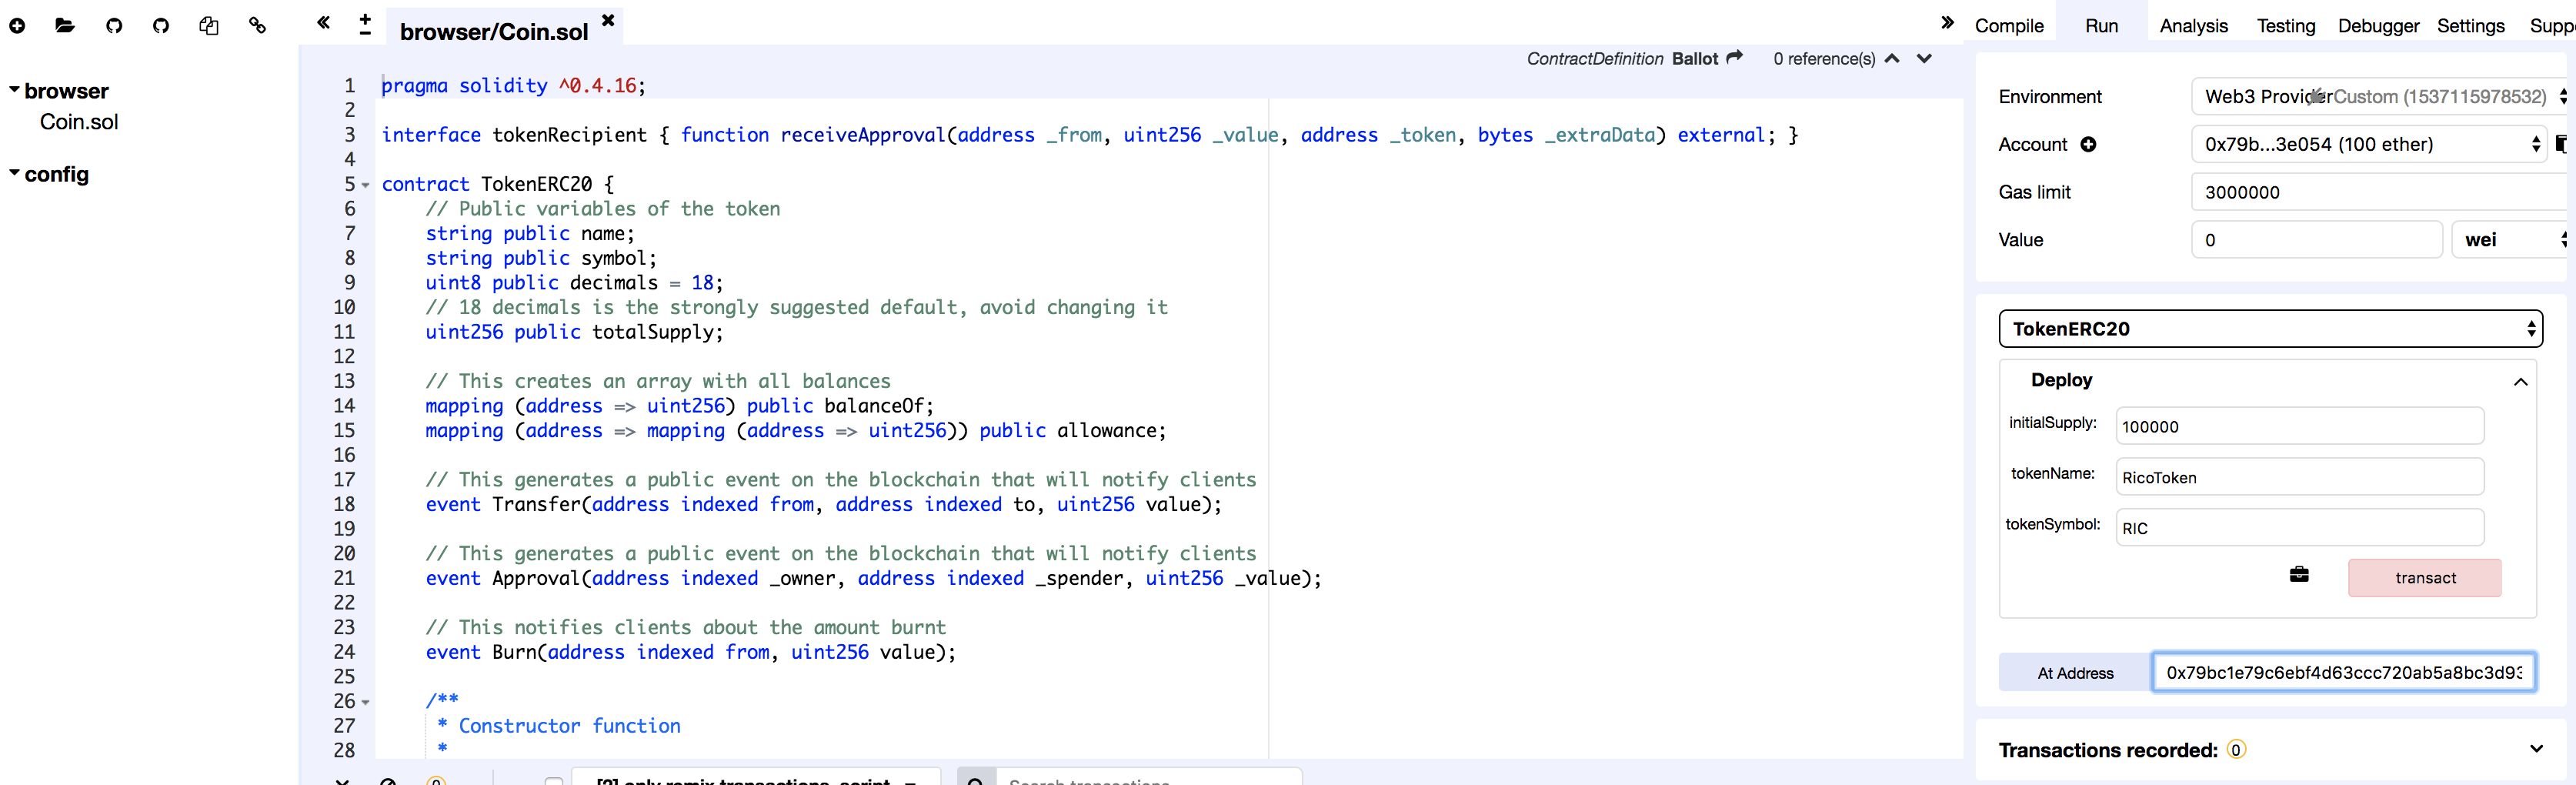 browser/Coin.sol
Compile Run Analysis Testing Debugger Settings Supp
browser
Coin.sol
config
ContractDefinition Ballot 0 reference(s)
1 pragma solidity ^0.4.16;
2
3 interface tokenRecipient { function receiveApproval(address _from, uint256 _value, address _token, bytes _extraData) external; }
4
5 contract TokenERC20 {
6 // Public variables of the token
7 string public name;
8 string public symbol;
9 uint8 public decimals = 18;
10 // 18 decimals is the strongly suggested default, avoid changing it
11 uint256 public totalSupply;
12
13 // This creates an array with all balances
14 mapping (address => uint256) public balanceOf;
15 mapping (address => mapping (address => uint256)) public allowance;
16
17 // This generates a public event on the blockchain that will notify clients
18 event Transfer(address indexed from, address indexed to, uint256 value);
19
20 // This generates a public event on the blockchain that will notify clients
21 event Approval(address indexed _owner, address indexed _spender, uint256 _value);
22
23 // This notifies clients about the amount burnt
24 event Burn(address indexed from, uint256 value);
25
26 /**
27 * Constructor function
28 *
[2] only remix transactions, script
Search transactions
Environment Web3 Provider Custom (1537115978532)
Account 0x79b...3e054 (100 ether)
Gas limit 3000000
Value 0 wei
TokenERC20
Deploy
initialSupply: 100000
tokenName: RicoToken
tokenSymbol: RIC
transact
At Address 0x79bc1e79c6ebf4d63ccc720ab5a8bc3d93
Transactions recorded: 0